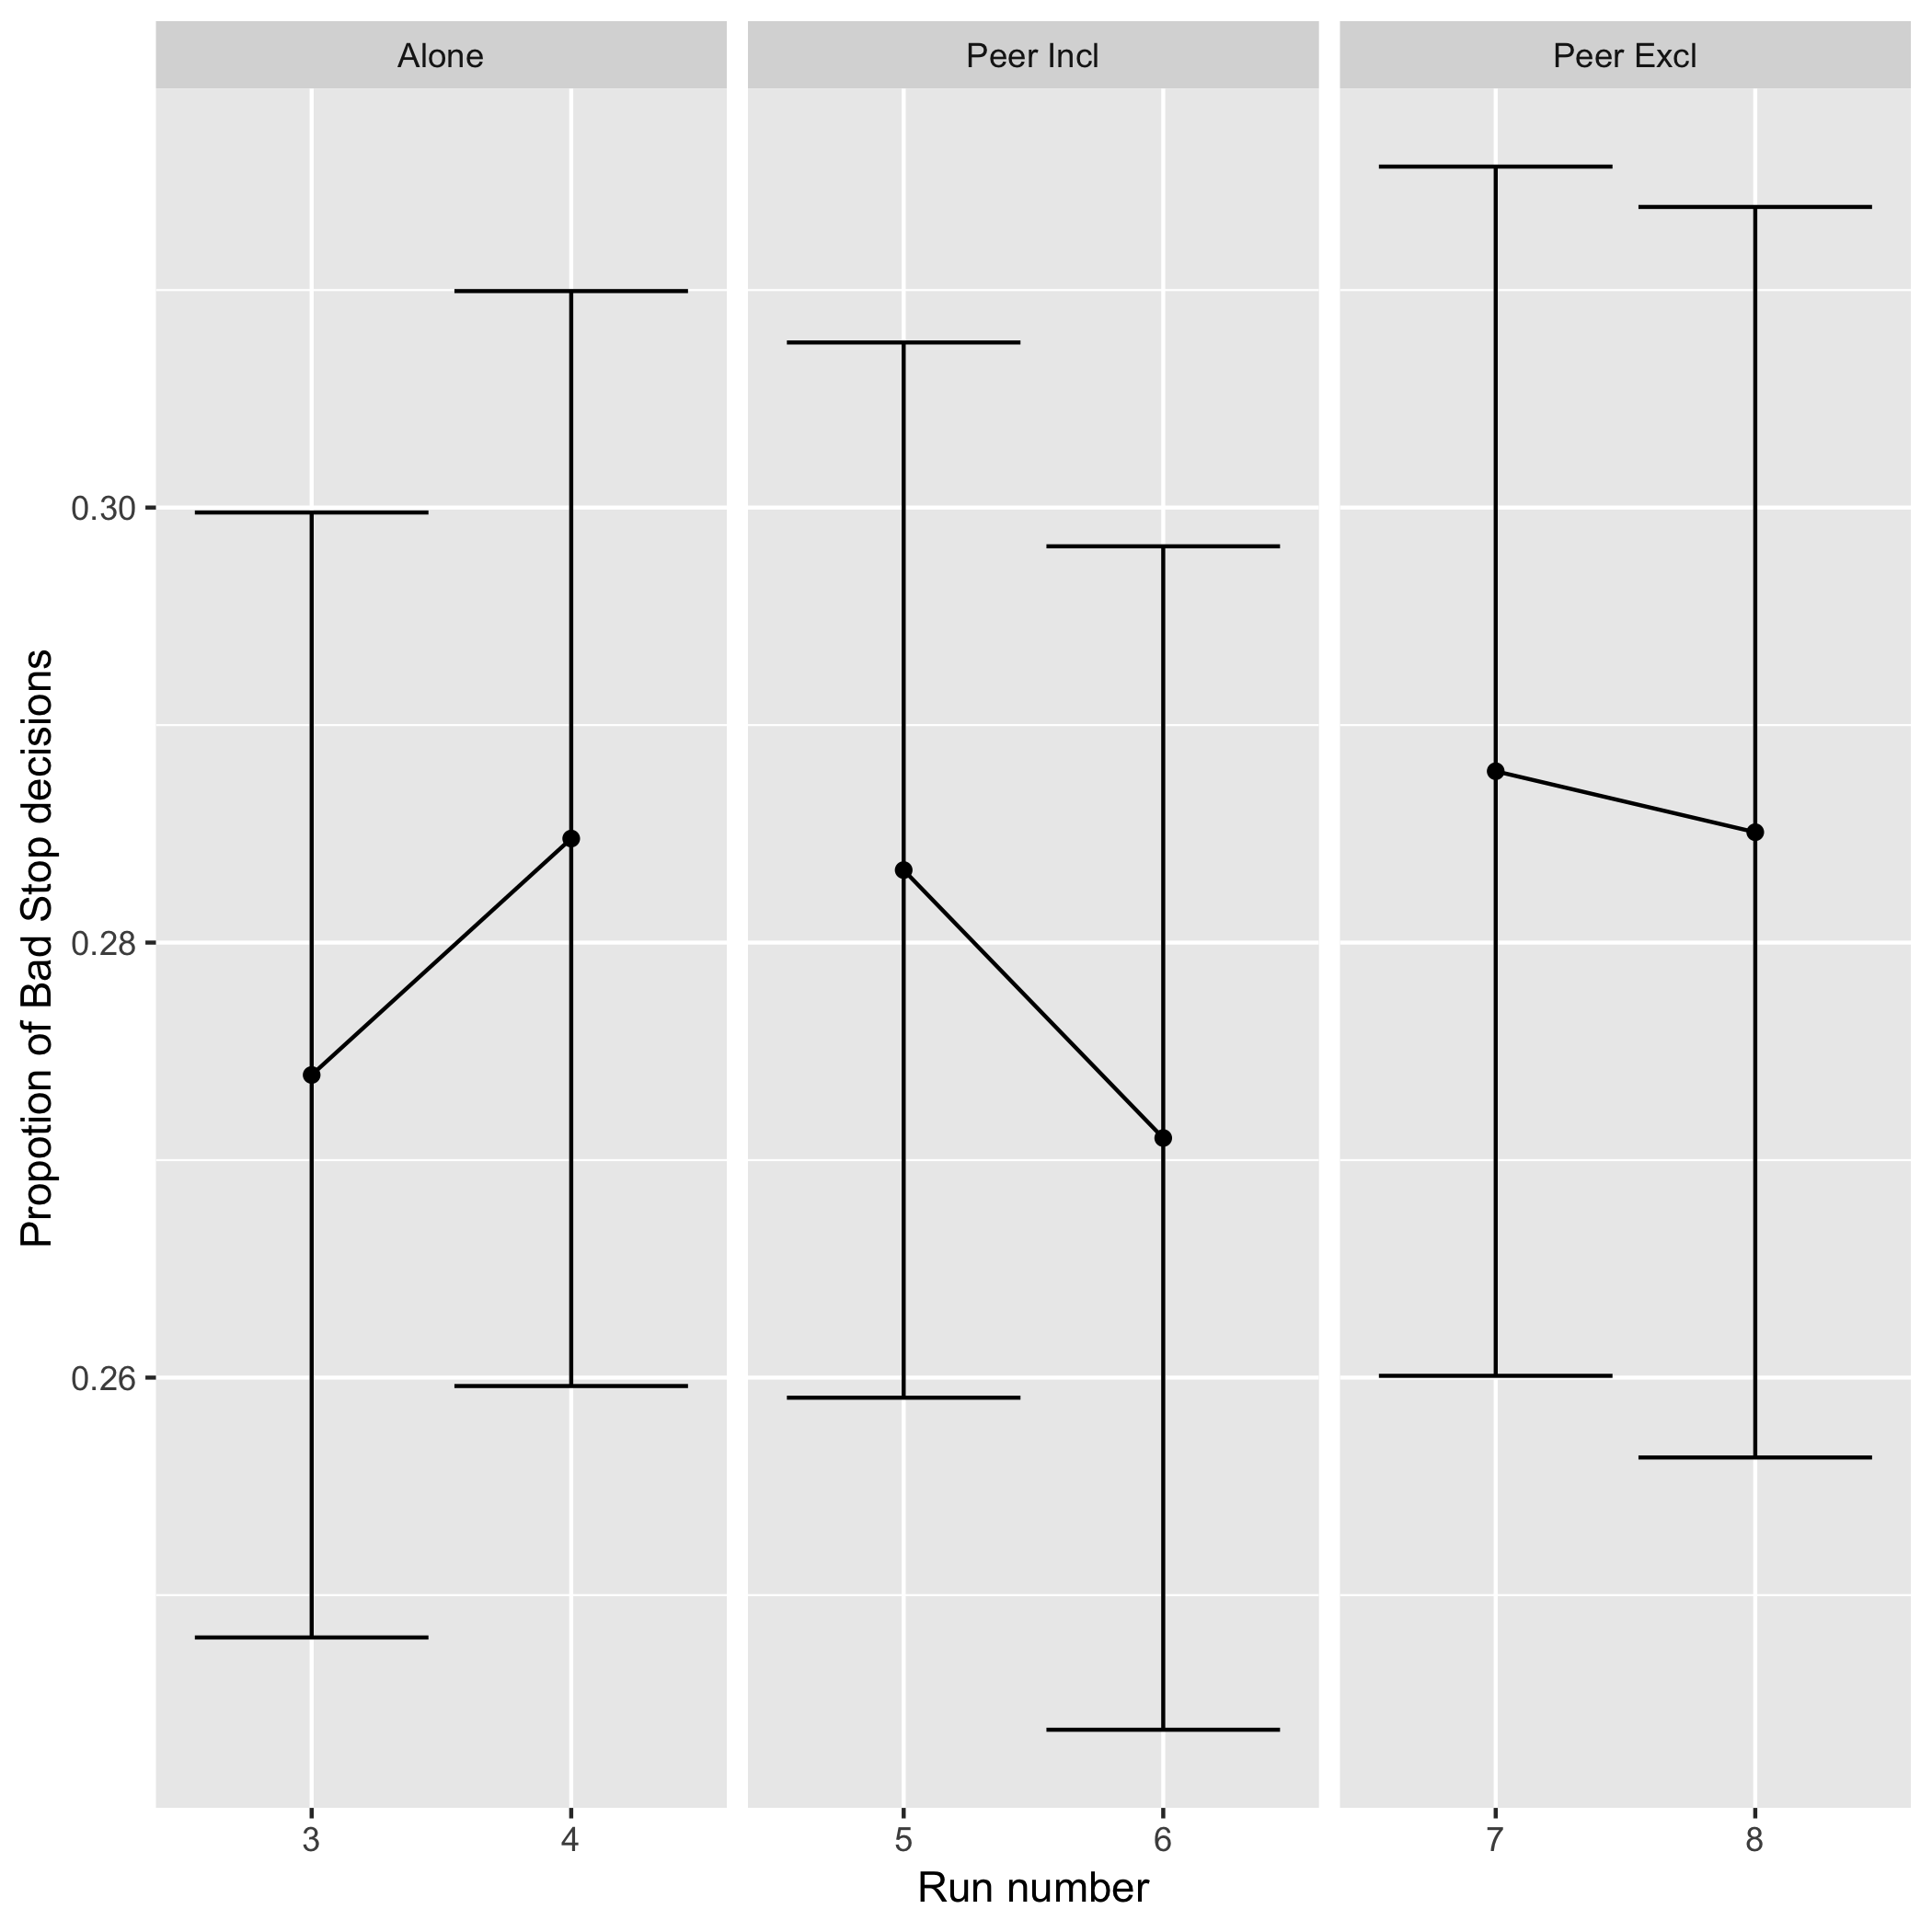 Alone
Peer Incl
Peer Excl
Propotion of Bad Stop decisions
0.30
0.28
0.26
3
4
5
6
7
8
Run number